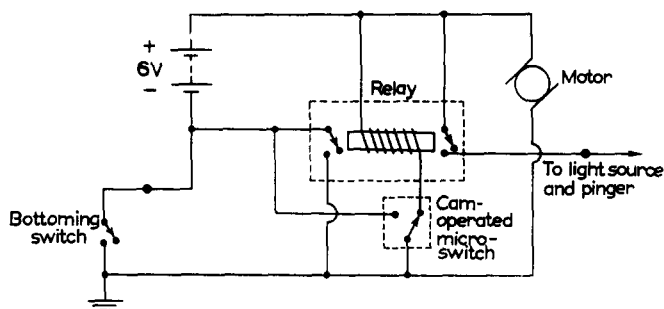 +
6V
−
Relay
Motor
To light source
and pinger
Bottoming
switch
Cam-
operated
micro-
switch